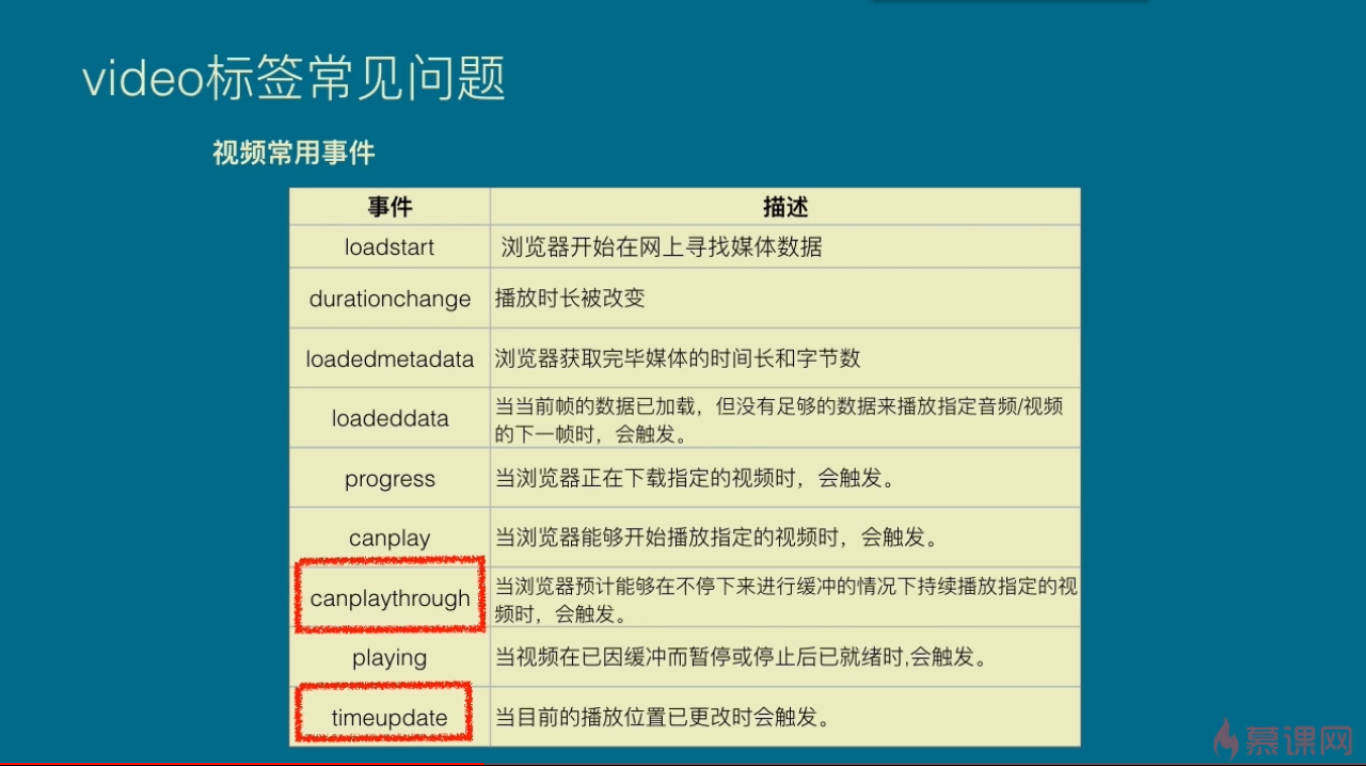 video标签常见问题
视频常用事件
事件 描述
loadstart 浏览器开始在网上寻找媒体数据
durationchange 播放时长被改变
loadedmetadata 浏览器获取完毕媒体的时间长和字节数
loadeddata 当当前帧的数据已加载，但没有足够的数据来播放指定音频/视频
的下一帧时，会触发。
progress 当浏览器正在下载指定的视频时，会触发。
canplay 当浏览器能够开始播放指定的视频时，会触发。
canplaythrough 当浏览器预计能够在不停下来进行缓冲的情况下持续播放指定的视
频时，会触发。
playing 当视频在已因缓冲而暂停或停止后已就绪时,会触发。
timeupdate 当目前的播放位置已更改时会触发。
慕课网